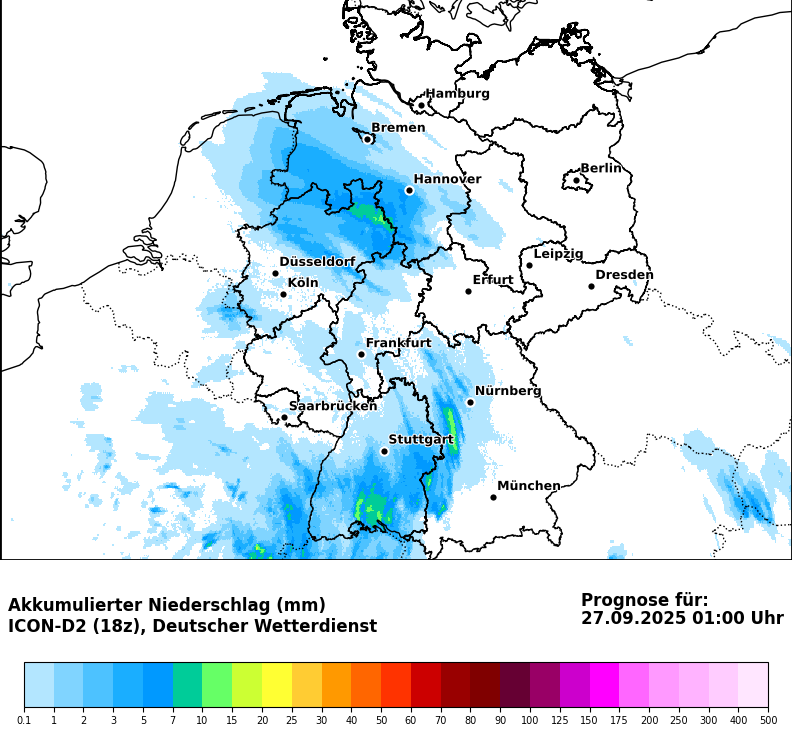 Hamburg
Bremen
Berlin
Hannover
Leipzig
Düsseldorf
Dresden
Köln
Erfurt
Frankfurt
Nürnberg
Saarbrücken
Stuttgart
München
Akkumulierter Niederschlag (mm)
ICON-D2 (18z), Deutscher Wetterdienst
Prognose für:
27.09.2025 01:00 Uhr
0.1 1 2 3 5 7 10 15 20 25 30 40 50 60 70 80 90 100 125 150 175 200 250 300 400 500